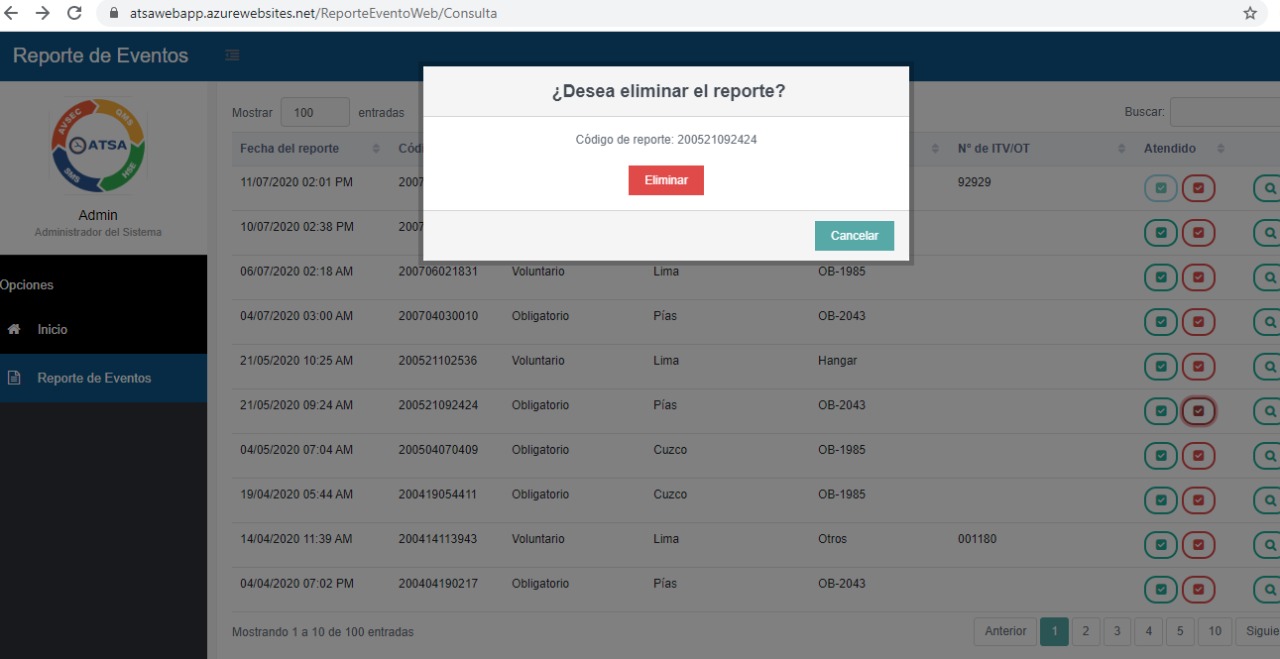 atsawebapp.azurewebsites.net/ReporteEventoWeb/Consulta
Reporte de Eventos
¿Desea eliminar el reporte?
Código de reporte: 200521092424
Eliminar
Cancelar
AVSEC QMS
ATSA
SMS HSE
Admin
Administrador del Sistema
Opciones
Inicio
Reporte de Eventos
Mostrar 100 entradas Buscar:
Fecha del reporte Códi N° de ITV/OT Atendido
11/07/2020 02:01 PM 2007 92929
10/07/2020 02:38 PM 2007
06/07/2020 02:18 AM 200706021831 Voluntario Lima OB-1985
04/07/2020 03:00 AM 200704030010 Obligatorio Pías OB-2043
21/05/2020 10:25 AM 200521102536 Voluntario Lima Hangar
21/05/2020 09:24 AM 200521092424 Obligatorio Pías OB-2043
04/05/2020 07:04 AM 200504070409 Obligatorio Cuzco OB-1985
19/04/2020 05:44 AM 200419054411 Obligatorio Cuzco OB-1985
14/04/2020 11:39 AM 200414113943 Voluntario Lima Otros 001180
04/04/2020 07:02 PM 200404190217 Obligatorio Pías OB-2043
Mostrando 1 a 10 de 100 entradas
Anterior 1 2 3 4 5 10 Siguie